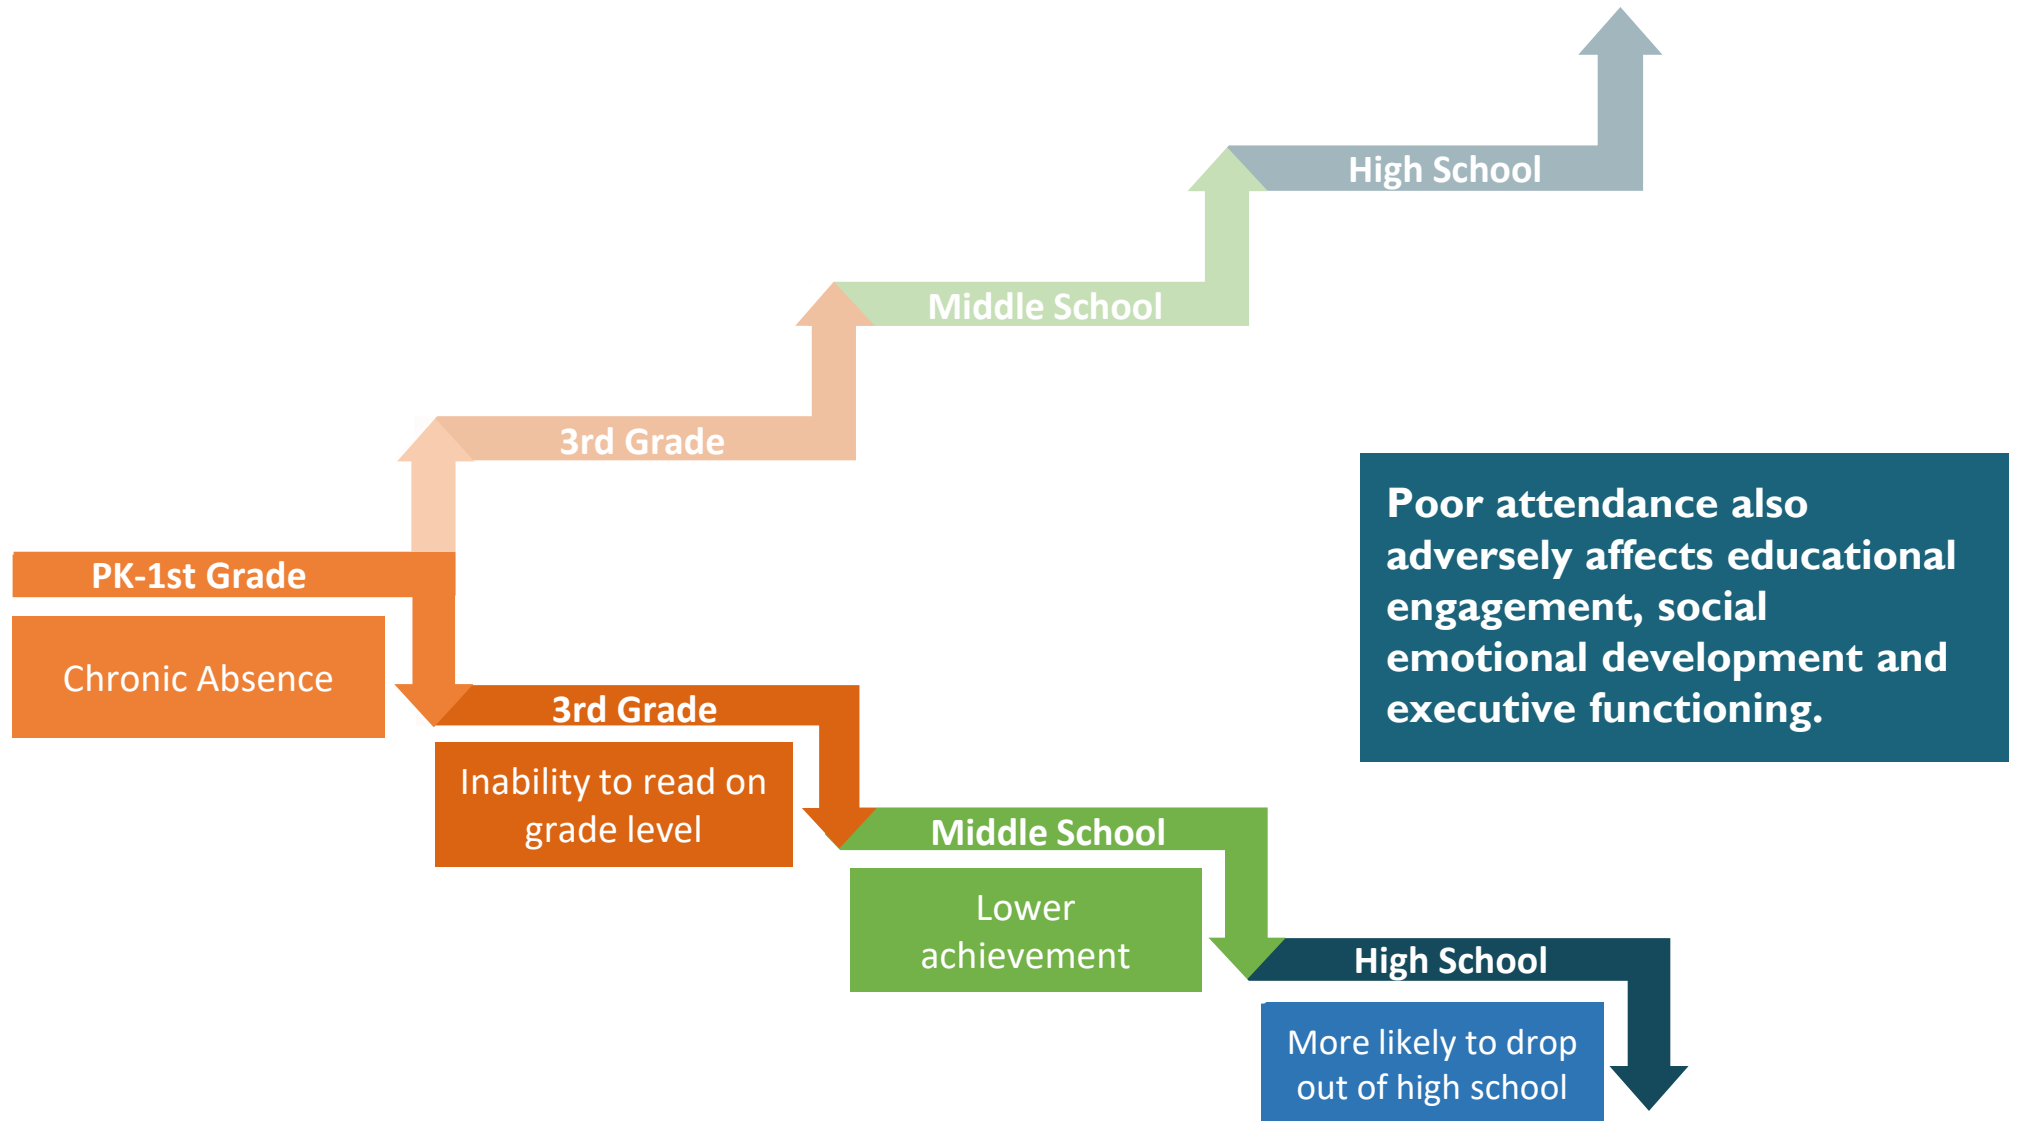 High School
Middle School
3rd Grade
Poor attendance also
adversely affects educational
engagement, social
emotional development and
executive functioning.
PK-1st Grade
Chronic Absence
3rd Grade
Inability to read on
grade level
Middle School
Lower
achievement
High School
More likely to drop
out of high school